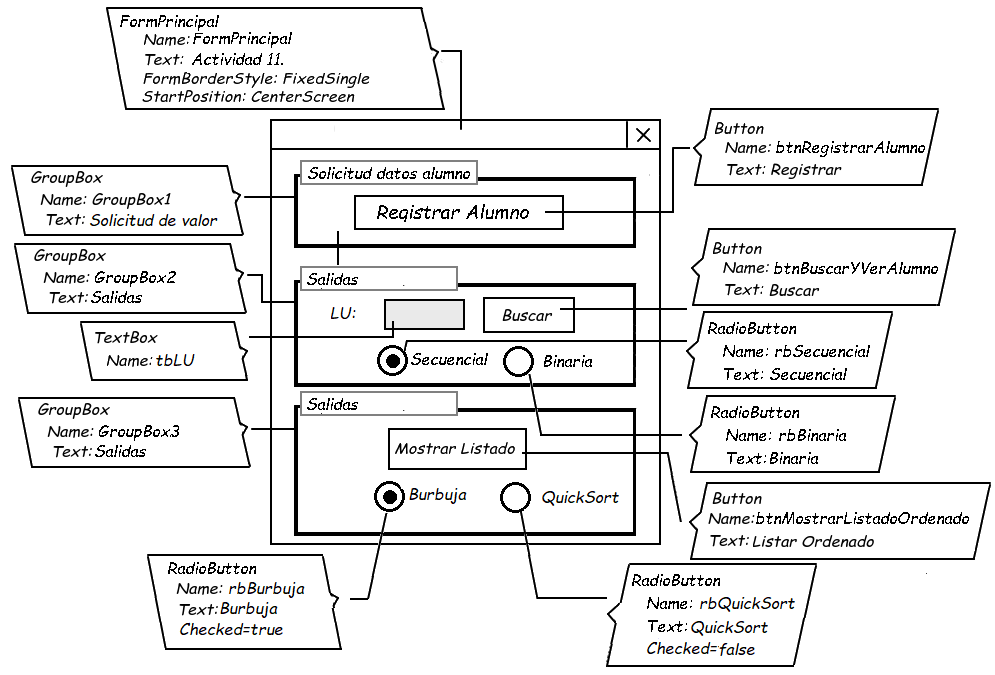 FormPrincipal
Name: FormPrincipal
Text: Actividad 11.
FormBorderStyle: FixedSingle
StartPosition: CenterScreen
Button
Name: btnRegistrarAlumno
Text: Registrar
GroupBox
Name: GroupBox1
Text: Solicitud de valor
Solicitud datos alumno
Registrar Alumno
GroupBox
Name: GroupBox2
Text: Salidas
Salidas
LU:
Buscar
Secuencial
Binaria
Button
Name: btnBuscarYVerAlumno
Text: Buscar
TextBox
Name: tbLU
RadioButton
Name: rbSecuencial
Text: Secuencial
GroupBox
Name: GroupBox3
Text: Salidas
Salidas
Mostrar Listado
Burbuja
QuickSort
RadioButton
Name: rbBinaria
Text: Binaria
Button
Name: btnMostrarListadoOrdenado
Text: Listar Ordenado
RadioButton
Name: rbBurbuja
Text: Burbuja
Checked=true
RadioButton
Name: rbQuickSort
Text: QuickSort
Checked=false